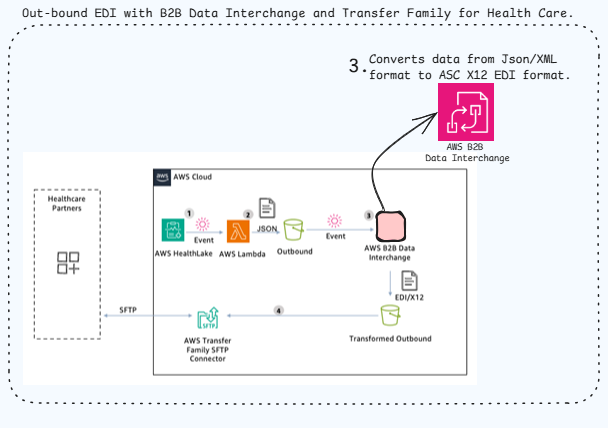 Out-bound EDI with B2B Data Interchange and Transfer Family for Health Care.
3. Converts data from Json/XML
format to ASC X12 EDI format.
AWS B2B
Data Interchange
aws AWS Cloud
Healthcare
Partners
1
2
3
JSON
Event
Event
AWS HealthLake
AWS Lambda
Outbound
AWS B2B Data
Interchange
EDI/X12
SFTP
4
SFTP
AWS Transfer
Family SFTP
Connector
Transformed Outbound